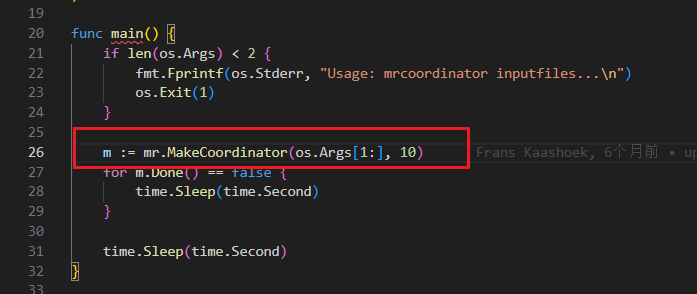 19
20 func main() {
21 if len(os.Args) < 2 {
22 fmt.Fprintf(os.Stderr, "Usage: mrcoordinator inputfiles...\n")
23 os.Exit(1)
24 }
25
26 m := mr.MakeCoordinator(os.Args[1:], 10) Frans Kaashoek, 6个月前 • up
27 for m.Done() == false {
28 time.Sleep(time.Second)
29 }
30
31 time.Sleep(time.Second)
32 }
33